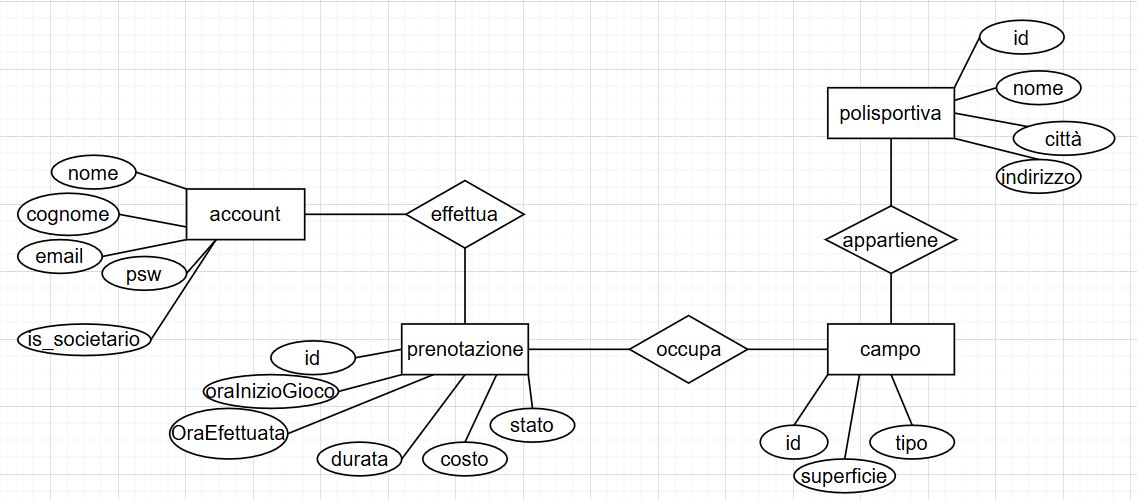 id
nome
polisportiva
città
indirizzo
nome
cognome
account
effettua
email
psw
appartiene
is_societario
id
prenotazione
occupa
campo
oraInizioGioco
OraEffettuata
stato
durata
costo
id
tipo
superficie